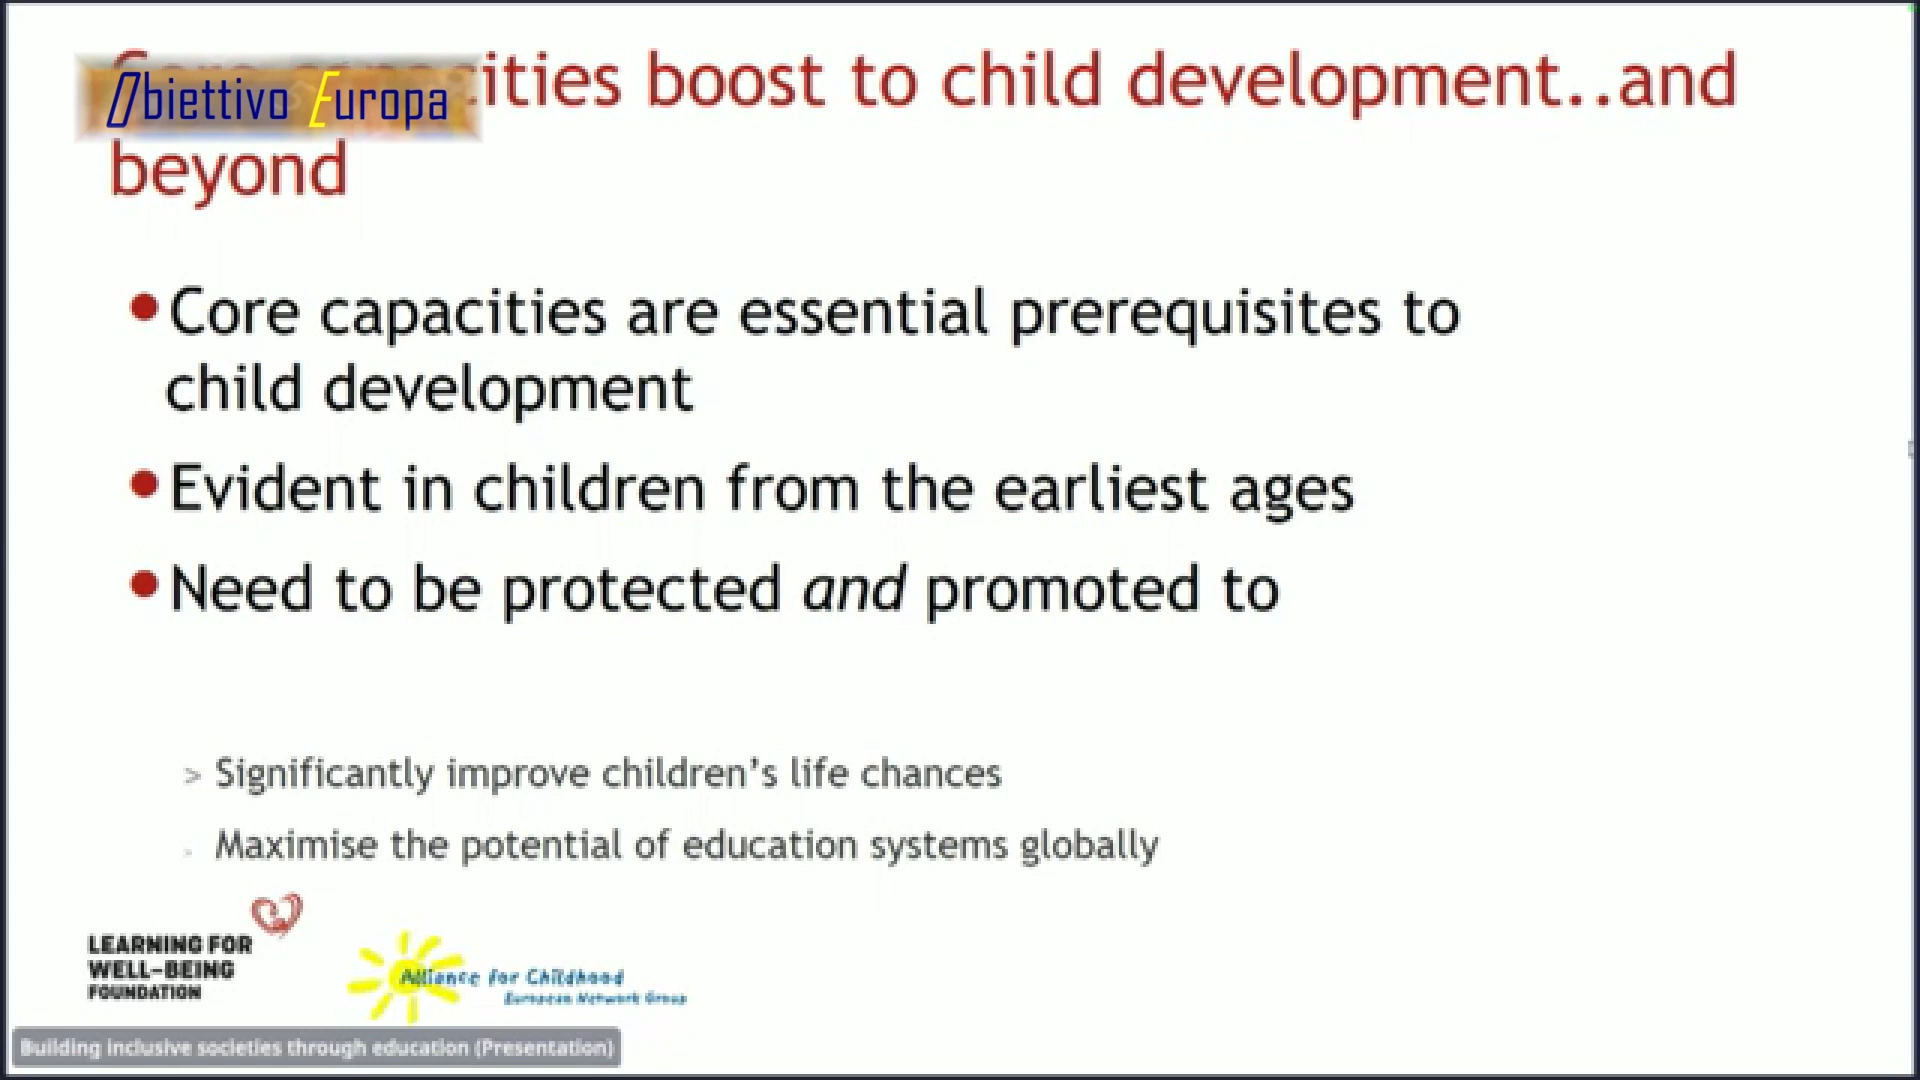 Obiettivo Europa
capacities boost to child development..and
beyond
•Core capacities are essential prerequisites to
child development
•Evident in children from the earliest ages
•Need to be protected and promoted to
> Significantly improve children's life chances
> Maximise the potential of education systems globally
LEARNING FOR
WELL-BEING
FOUNDATION
Alliance for Childhood
European Network Group
Building inclusive societies through education (Presentation)